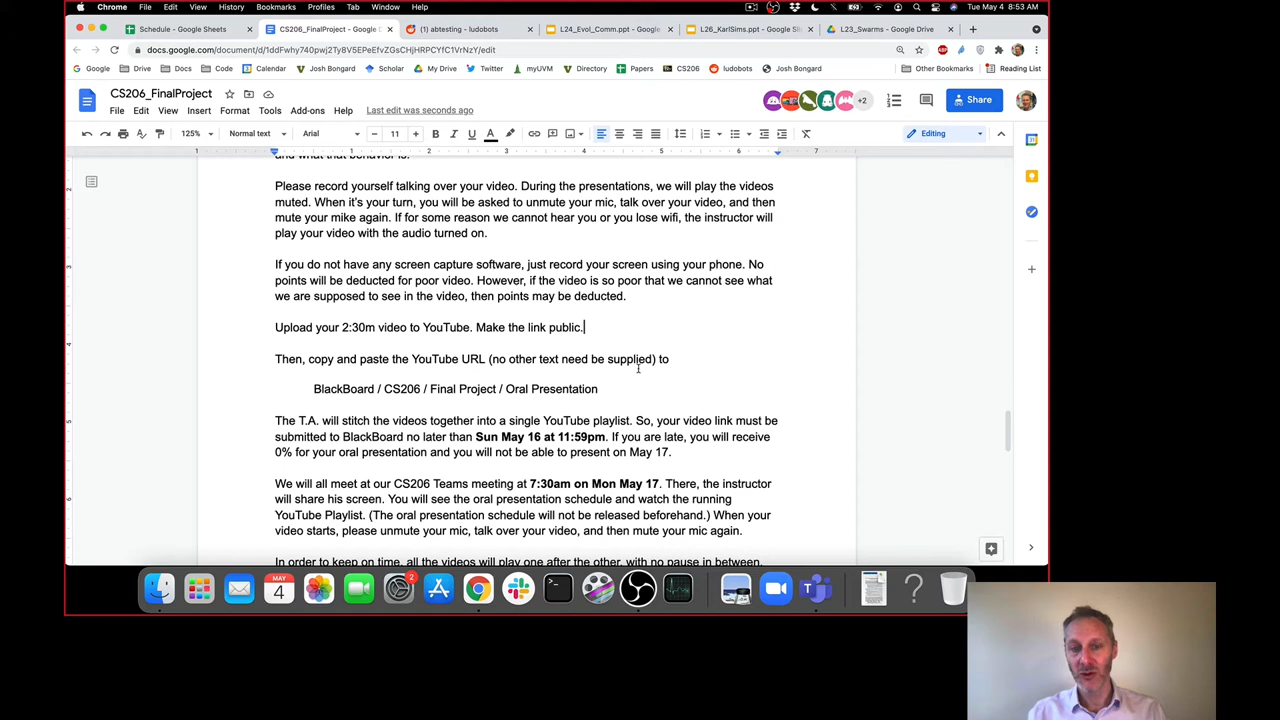 Chrome File Edit View History Bookmarks Profiles Tab Window Help Tue May 4 8:53 AM
Schedule - Google Sheets CS206_FinalProject - Google D (1) abtesting : ludobots L24_Evol_Comm.ppt - Google L26_KarlSims.ppt - Google Sl L23_Swarms - Google Drive
docs.google.com/document/d/1ddFwhy740pwj2Ty8V5EPeEfvZGsCHjHRPCYfC1VrNzY/edit
Google Drive Docs GitHub Calendar Josh Bongard Scholar My Drive Twitter myUVM Directory Papers CS206 ludobots Josh Bongard Other Bookmarks Reading List
CS206_FinalProject
File Edit View Insert Format Tools Add-ons Help Last edit was seconds ago
+2 Share
125% Normal text Arial 11 Editing
1 1 2 3 4 5 6 7
and what that behavior is.
Please record yourself talking over your video. During the presentations, we will play the videos
muted. When it's your turn, you will be asked to unmute your mic, talk over your video, and then
mute your mike again. If for some reason we cannot hear you or you lose wifi, the instructor will
play your video with the audio turned on.
If you do not have any screen capture software, just record your screen using your phone. No
points will be deducted for poor video. However, if the video is so poor that we cannot see what
we are supposed to see in the video, then points may be deducted.
Upload your 2:30m video to YouTube. Make the link public.
Then, copy and paste the YouTube URL (no other text need be supplied) to
BlackBoard / CS206 / Final Project / Oral Presentation
The T.A. will stitch the videos together into a single YouTube playlist. So, your video link must be
submitted to BlackBoard no later than Sun May 16 at 11:59pm. If you are late, you will receive
0% for your oral presentation and you will not be able to present on May 17.
We will all meet at our CS206 Teams meeting at 7:30am on Mon May 17. There, the instructor
will share his screen. You will see the oral presentation schedule and watch the running
YouTube Playlist. (The oral presentation schedule will not be released beforehand.) When your
video starts, please unmute your mic, talk over your video, and then mute your mic again.
In order to keep on time, all the videos will play one after the other, with no pause in between.
MAY
4
2